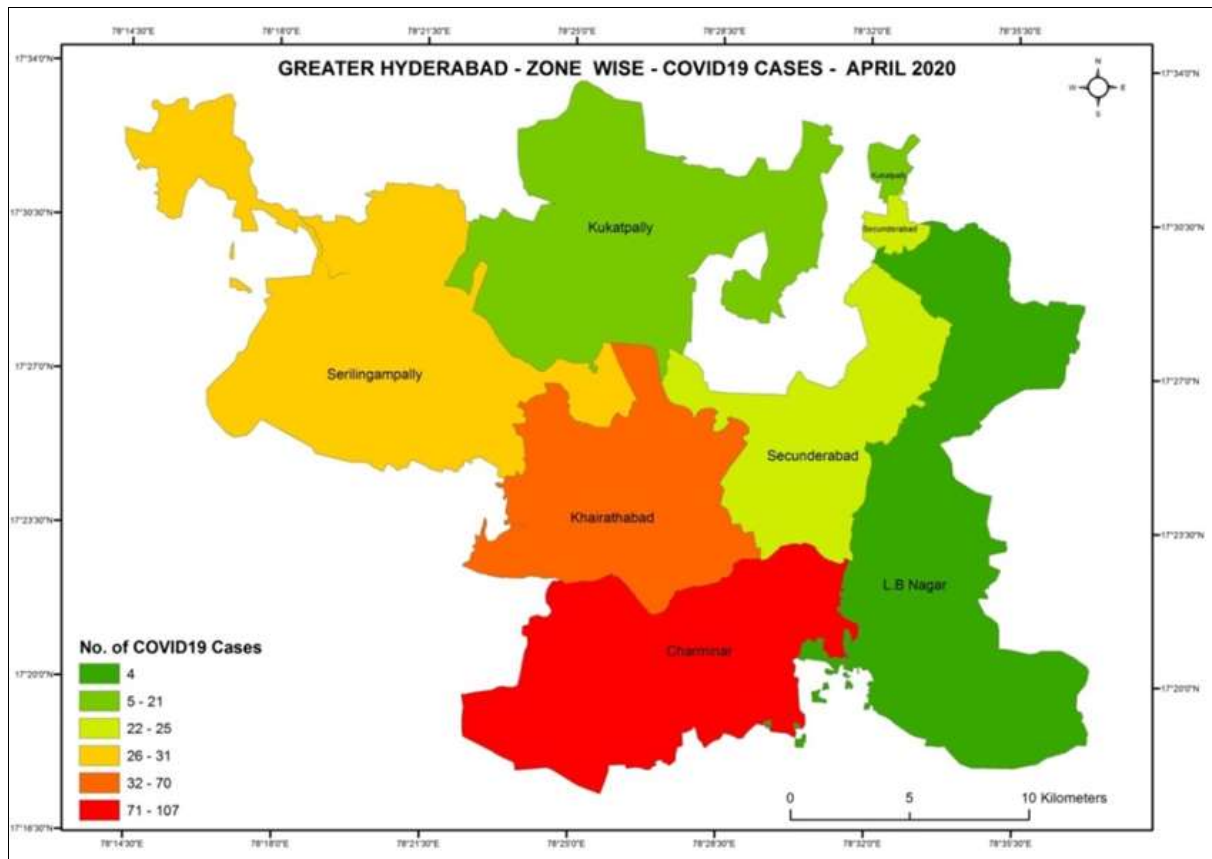 78°14'30"E 78°18'0"E 78°21'30"E 78°25'0"E 78°28'30"E 78°32'0"E 78°35'30"E
17°34'0"N 17°34'0"N
GREATER HYDERABAD - ZONE WISE - COVID19 CASES - APRIL 2020
N
W E
S
Kukatpally
17°30'30"N 17°30'30"N
Kukatpally
Secunderabad
17°27'0"N 17°27'0"N
Serilingampally
Secunderabad
Khairathabad
17°23'30"N 17°23'30"N
L.B Nagar
Charminar
17°20'0"N 17°20'0"N
No. of COVID19 Cases
4
5 - 21
22 - 25
26 - 31
32 - 70
71 - 107
0 5 10 Kilometers
17°16'30"N
78°14'30"E 78°18'0"E 78°21'30"E 78°25'0"E 78°28'30"E 78°32'0"E 78°35'30"E